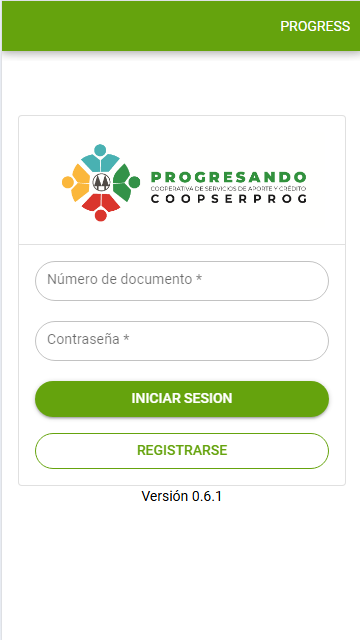 PROGRESS
PROGRESANDO
COOPERATIVA DE SERVICIOS DE APORTE Y CRÉDITO
COOPSERPROG
Número de documento *
Contraseña *
INICIAR SESION
REGISTRARSE
Versión 0.6.1